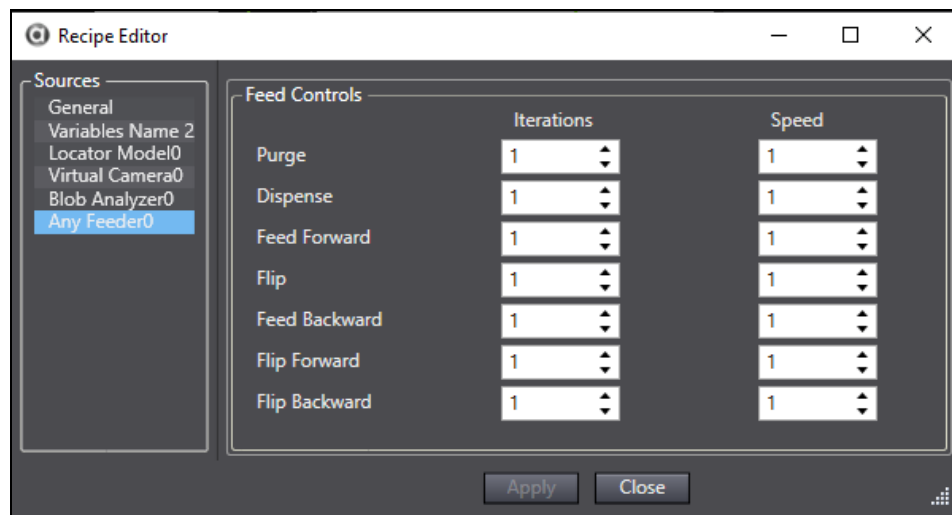 Recipe Editor
Sources
General
Variables Name 2
Locator Model0
Virtual Camera0
Blob Analyzer0
Any Feeder0
Feed Controls
Iterations Speed
Purge 1 1
Dispense 1 1
Feed Forward 1 1
Flip 1 1
Feed Backward 1 1
Flip Forward 1 1
Flip Backward 1 1
Apply Close